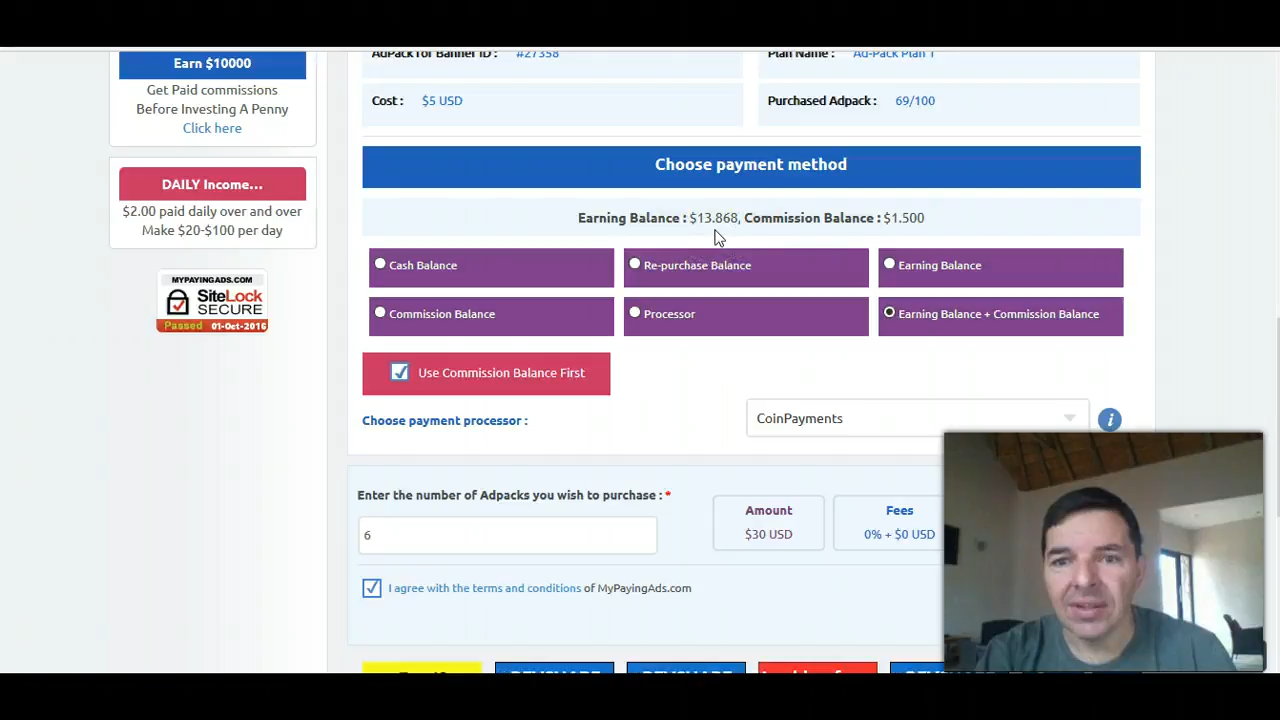 Earn $10000
Get Paid commissions
Before Investing A Penny
Click here
DAILY Income...
$2.00 paid daily over and over
Make $20-$100 per day
MYPAYINGADS.COM
SiteLock
SECURE
Passed 01-Oct-2016
AdPack for Banner ID : #27358
Plan Name : Ad-Pack Plan 1
Cost : $5 USD
Purchased Adpack : 69/100
Choose payment method
Earning Balance : $13.868, Commission Balance : $1.500
Cash Balance
Re-purchase Balance
Earning Balance
Commission Balance
Processor
Earning Balance + Commission Balance
Use Commission Balance First
Choose payment processor :
CoinPayments
i
Enter the number of Adpacks you wish to purchase : *
6
Amount
$30 USD
Fees
0% + $0 USD
I agree with the terms and conditions of MyPayingAds.com